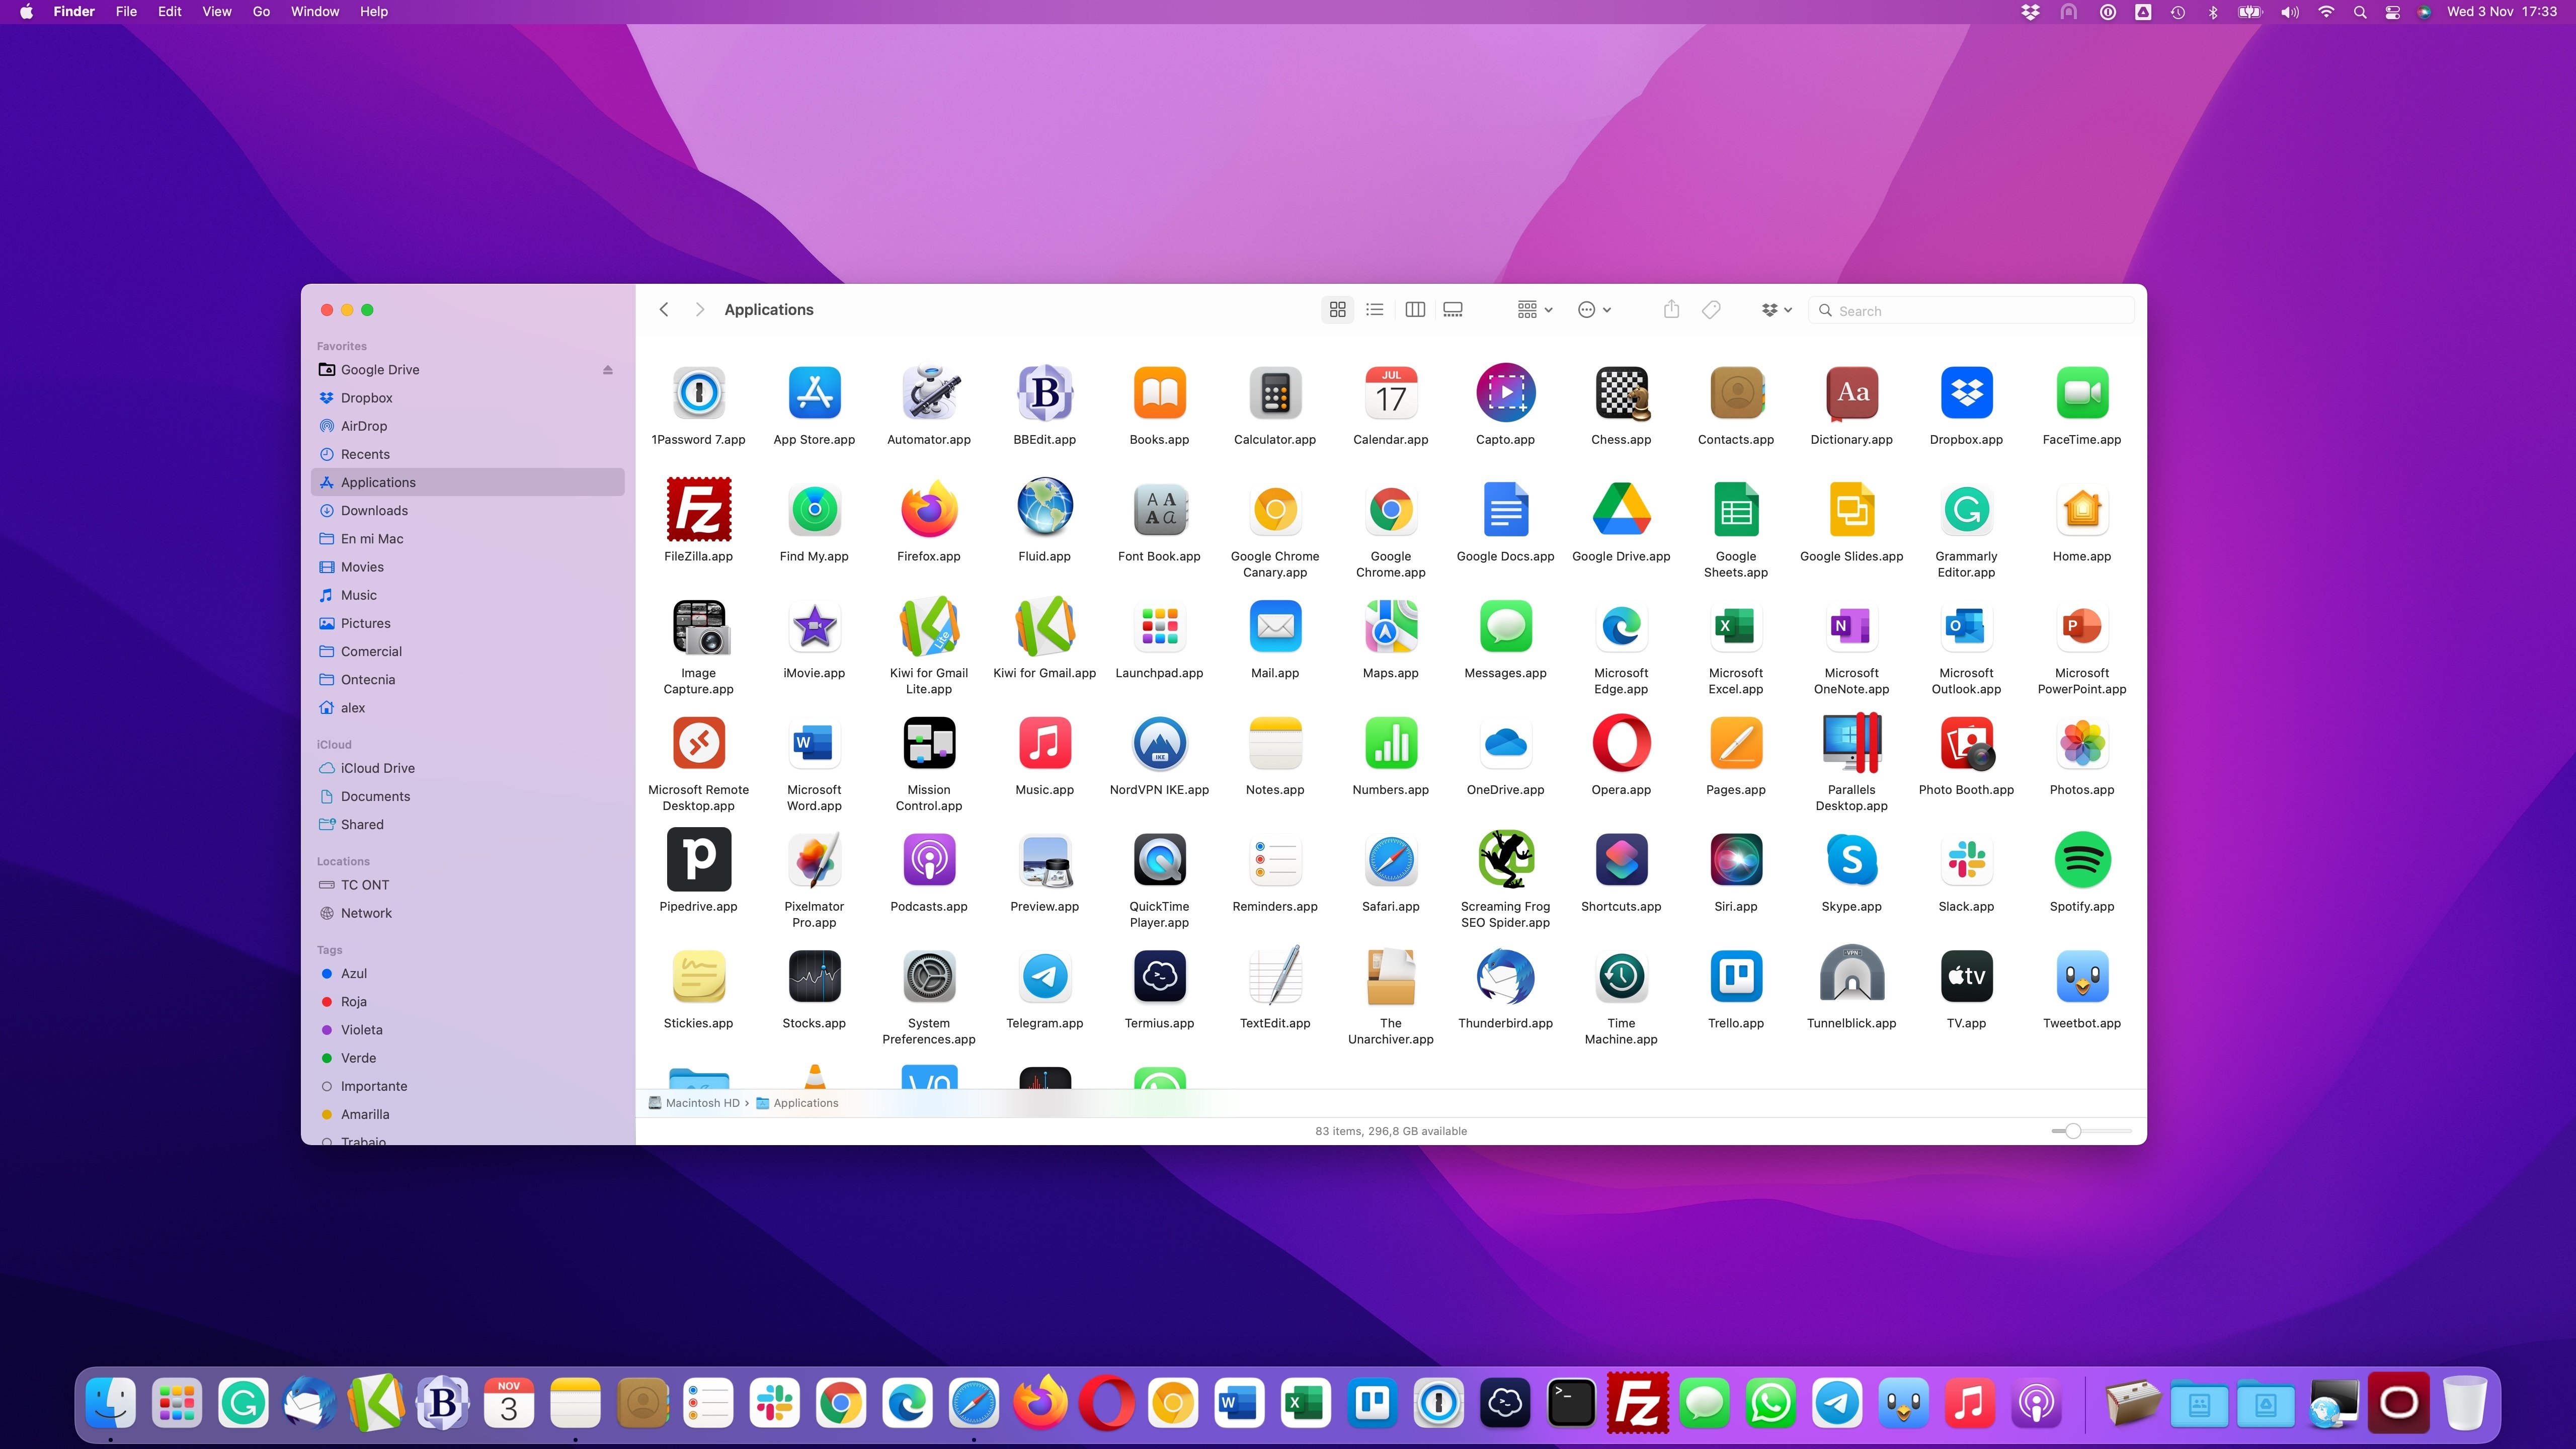 Finder File Edit View Go Window Help
Wed 3 Nov 17:33
Applications
Search
Favorites
Google Drive
Dropbox
AirDrop
Recents
Applications
Downloads
En mi Mac
Movies
Music
Pictures
Comercial
Ontecnia
alex
iCloud
iCloud Drive
Documents
Shared
Locations
TC ONT
Network
Tags
Azul
Roja
Violeta
Verde
Importante
Amarilla
Trabajo
JUL
17
Aa
1Password 7.app App Store.app Automator.app BBEdit.app Books.app Calculator.app Calendar.app Capto.app Chess.app Contacts.app Dictionary.app Dropbox.app FaceTime.app
FileZilla.app Find My.app Firefox.app Fluid.app Font Book.app Google Chrome Google Google Docs.app Google Drive.app Google Google Slides.app Grammarly Home.app
Canary.app Chrome.app Sheets.app Editor.app
Image iMovie.app Kiwi for Gmail Kiwi for Gmail.app Launchpad.app Mail.app Maps.app Messages.app Microsoft Microsoft Microsoft Microsoft Microsoft
Capture.app Lite.app Edge.app Excel.app OneNote.app Outlook.app PowerPoint.app
Microsoft Remote Microsoft Mission Music.app NordVPN IKE.app Notes.app Numbers.app OneDrive.app Opera.app Pages.app Parallels Photo Booth.app Photos.app
Desktop.app Word.app Control.app Desktop.app
Pipedrive.app Pixelmator Podcasts.app Preview.app QuickTime Reminders.app Safari.app Screaming Frog Shortcuts.app Siri.app Skype.app Slack.app Spotify.app
Pro.app Player.app SEO Spider.app
tv
Stickies.app Stocks.app System Telegram.app Termius.app TextEdit.app The Thunderbird.app Time Trello.app Tunnelblick.app TV.app Tweetbot.app
Preferences.app Unarchiver.app Machine.app
Macintosh HD › Applications
83 items, 296,8 GB available
NOV
3